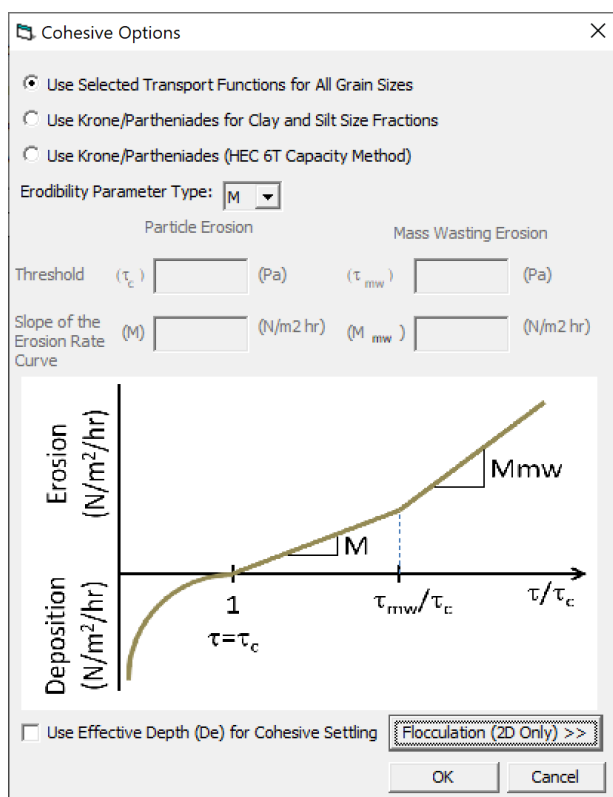 Cohesive Options
Use Selected Transport Functions for All Grain Sizes
Use Krone/Partheniades for Clay and Silt Size Fractions
Use Krone/Partheniades (HEC 6T Capacity Method)
Erodibility Parameter Type: M
Particle Erosion
Mass Wasting Erosion
Threshold (τc) (Pa) (τmw) (Pa)
Slope of the
Erosion Rate
Curve
(M) (N/m2 hr) (M mw) (N/m2 hr)
Erosion
(N/m²/hr)
Deposition
(N/m²/hr)
Mmw
M
1
τ=τc
τmw/τc
τ/τc
Use Effective Depth (De) for Cohesive Settling
Flocculation (2D Only) >>
OK
Cancel